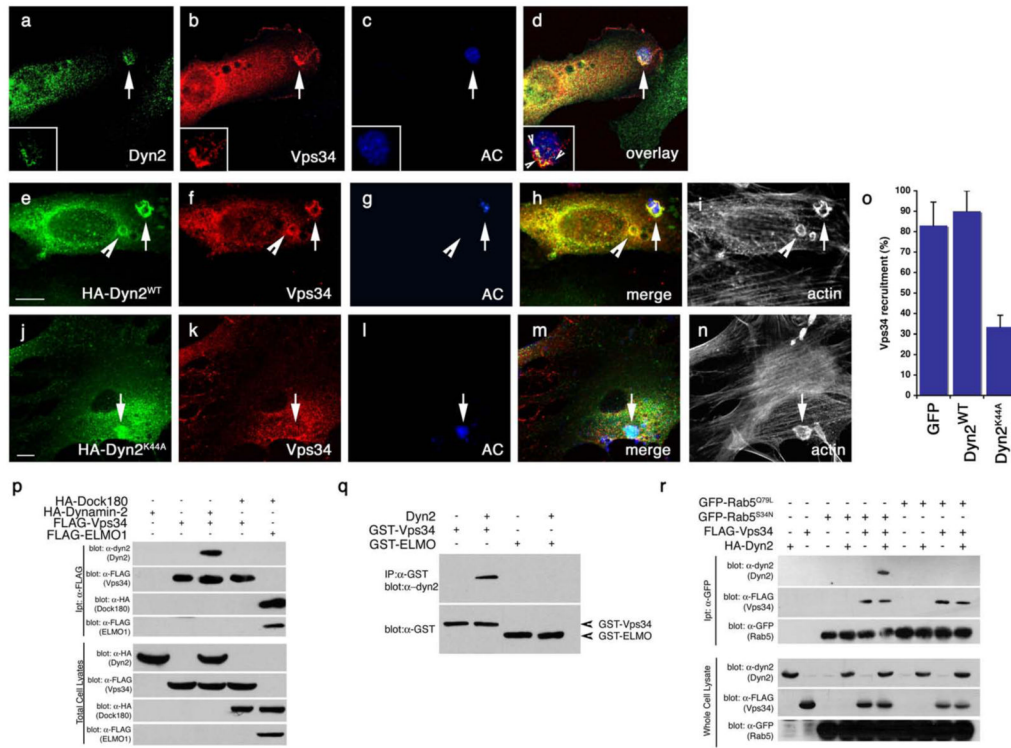 a
b
c
d
Dyn2
Vps34
AC
overlay
e
f
g
h
i
HA-Dyn2WT
Vps34
AC
merge
actin
j
k
l
m
n
HA-Dyn2K44A
Vps34
AC
merge
actin
o
Vps34 recruitment (%)
100
90
80
70
60
50
40
30
20
10
0
GFP
Dyn2WT
Dyn2K44A
p
HA-Dock180 - - - + +
HA-Dynamin-2 + - + - -
FLAG-Vps34 - + + + -
FLAG-ELMO1 - - - - +
Ipt: α-FLAG
blot: α-dyn2
(Dyn2)
blot: α-FLAG
(Vps34)
blot: α-HA
(Dock180)
blot: α-FLAG
(ELMO1)
Total Cell Lysates
blot: α-HA
(Dyn2)
blot: α-FLAG
(Vps34)
blot: α-HA
(Dock180)
blot: α-FLAG
(ELMO1)
q
Dyn2 - + - +
GST-Vps34 + + - -
GST-ELMO - - + +
IP:α-GST
blot:α-dyn2
blot:α-GST
GST-Vps34
GST-ELMO
r
GFP-Rab5Q79L - - - - - - + + + +
GFP-Rab5S34N - - + + + + - - - -
FLAG-Vps34 - + - - + + - - + +
HA-Dyn2 + - - + - + - + - +
Ipt: α-GFP
blot: α-dyn2
(Dyn2)
blot: α-FLAG
(Vps34)
blot: α-GFP
(Rab5)
Whole Cell Lysate
blot: α-dyn2
(Dyn2)
blot: α-FLAG
(Vps34)
blot: α-GFP
(Rab5)